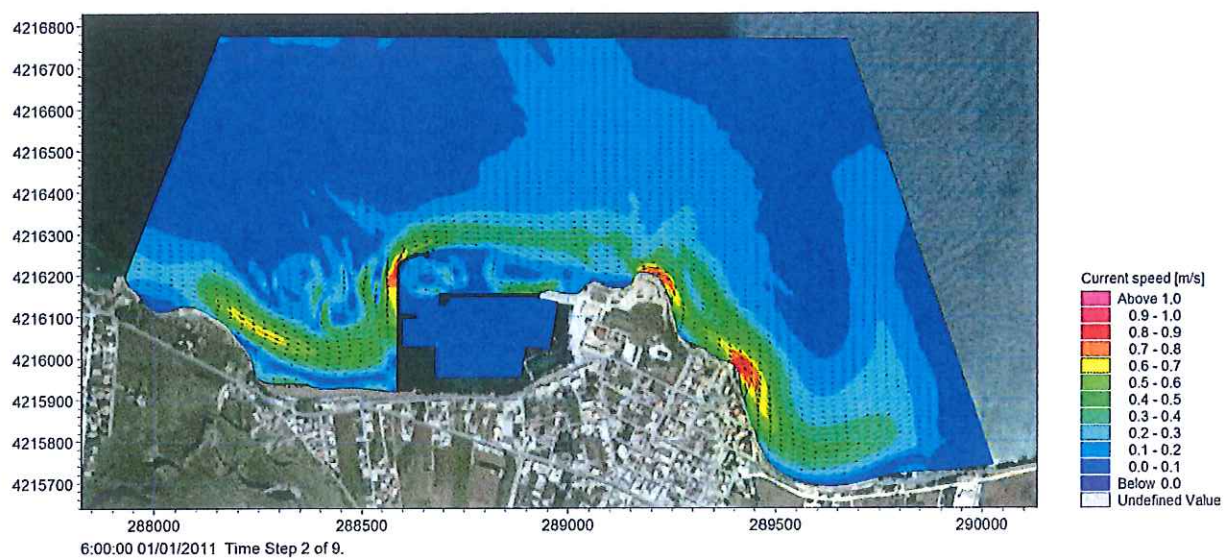 4216800
4216700
4216600
4216500
4216400
4216300
4216200
4216100
4216000
4215900
4215800
4215700
288000 288500 289000 289500 290000
6:00:00 01/01/2011 Time Step 2 of 9.
Current speed [m/s]
Above 1.0
0.9 - 1.0
0.8 - 0.9
0.7 - 0.8
0.6 - 0.7
0.5 - 0.6
0.4 - 0.5
0.3 - 0.4
0.2 - 0.3
0.1 - 0.2
0.0 - 0.1
Below 0.0
Undefined Value